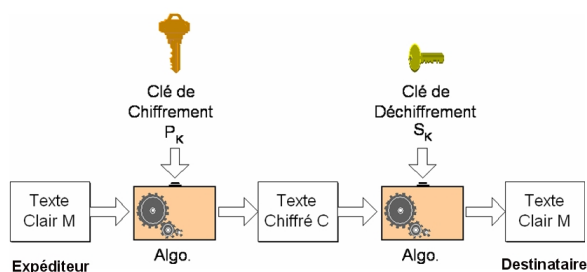 Clé de
Chiffrement
PK
Clé de
Déchiffrement
SK
Texte
Clair M
Texte
Chiffré C
Texte
Clair M
Expéditeur
Algo.
Algo.
Destinataire